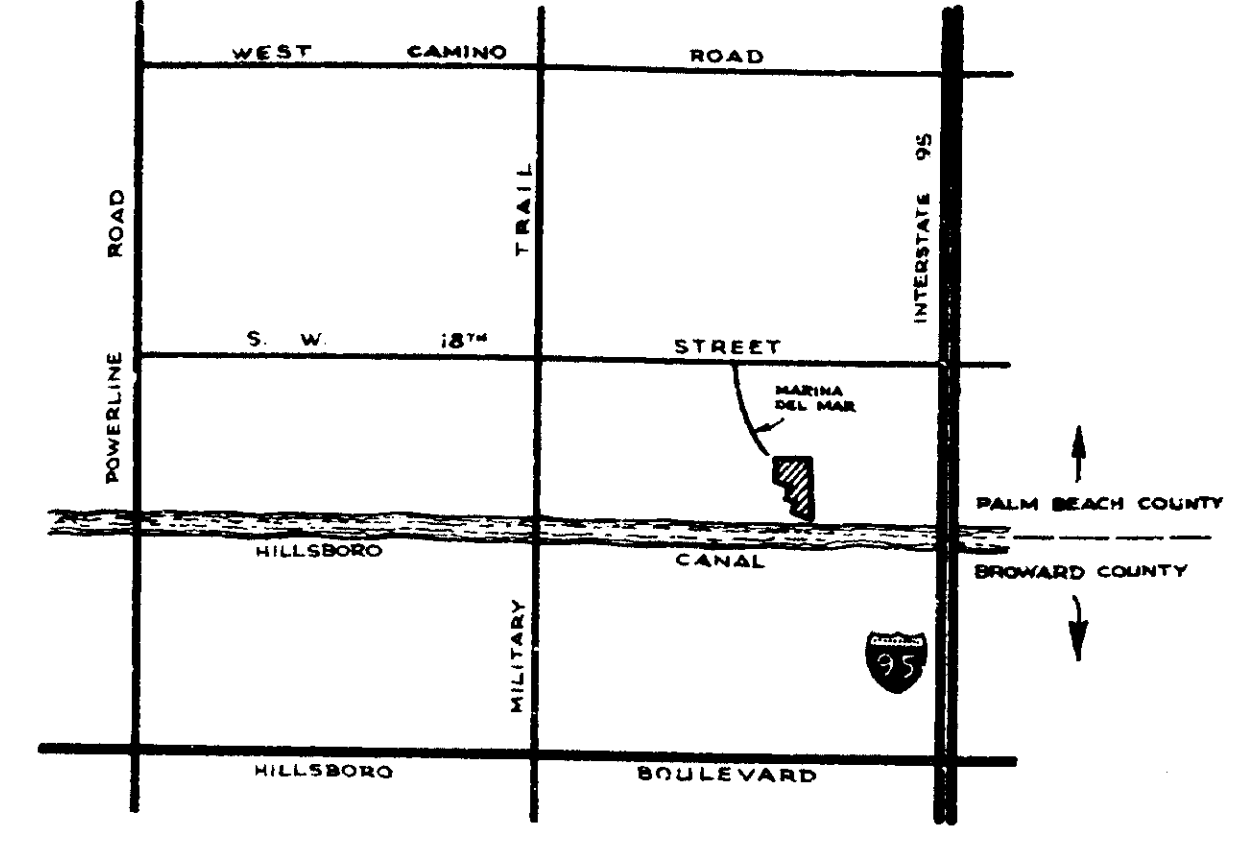 WEST CAMINO ROAD
INTERSTATE 95
POWERLINE ROAD
MILITARY TRAIL
S. W. 18TH STREET
MARINA
DEL MAR
PALM BEACH COUNTY
HILLSBORO CANAL
BROWARD COUNTY
95
HILLSBORO BOULEVARD